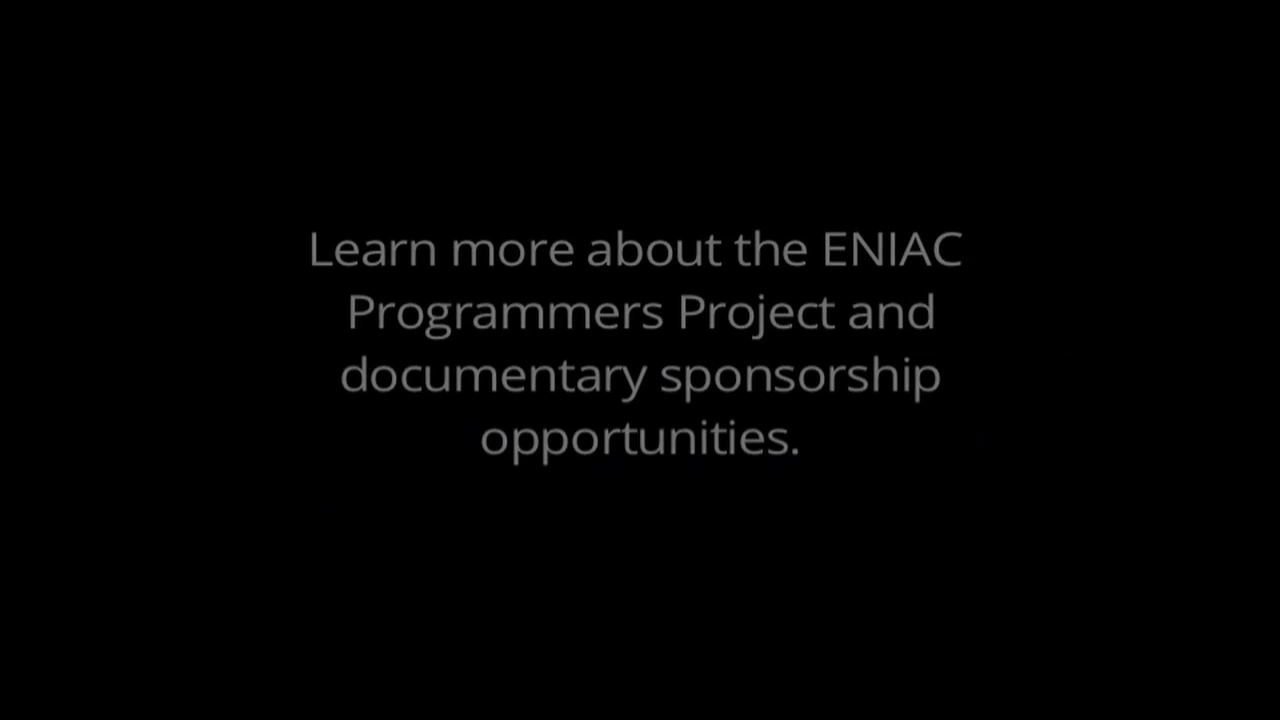 Learn more about the ENIAC
Programmers Project and
documentary sponsorship
opportunities.